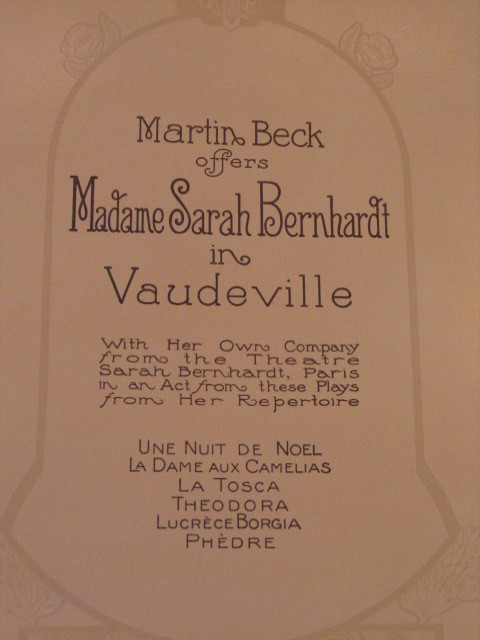 Martin Beck
offers
Madame Sarah Bernhardt
in
Vaudeville
With Her Own Company
from the Theatre
Sarah Bernhardt, Paris
in an Act from these Plays
from Her Repertoire
UNE NUIT DE NOEL
LA DAME AUX CAMELIAS
LA TOSCA
THEODORA
LUCRÈCE BORGIA
PHÈDRE